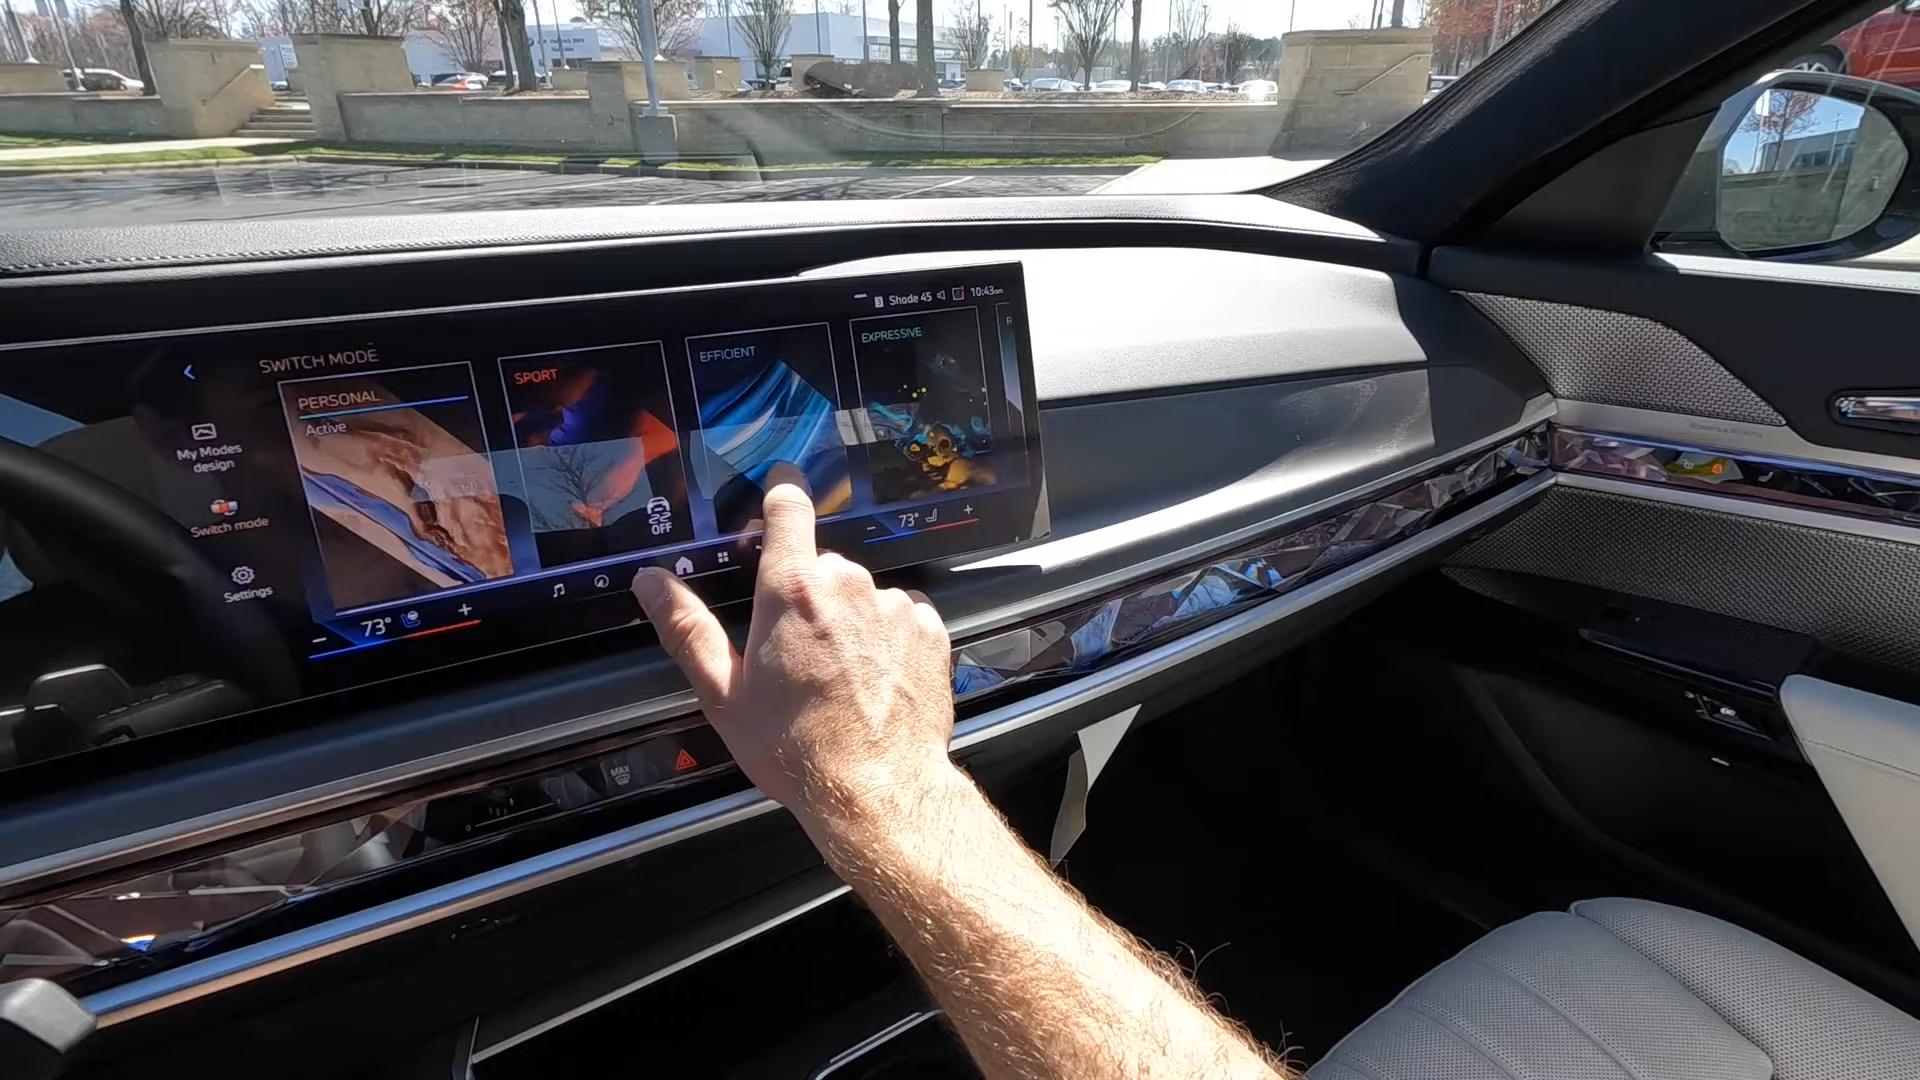 Shade 45
10:43am
SWITCH MODE
PERSONAL
Active
SPORT
EFFICIENT
EXPRESSIVE
R
My Modes
design
Switch mode
Settings
OFF
− 73° +
− 73° +
MAX